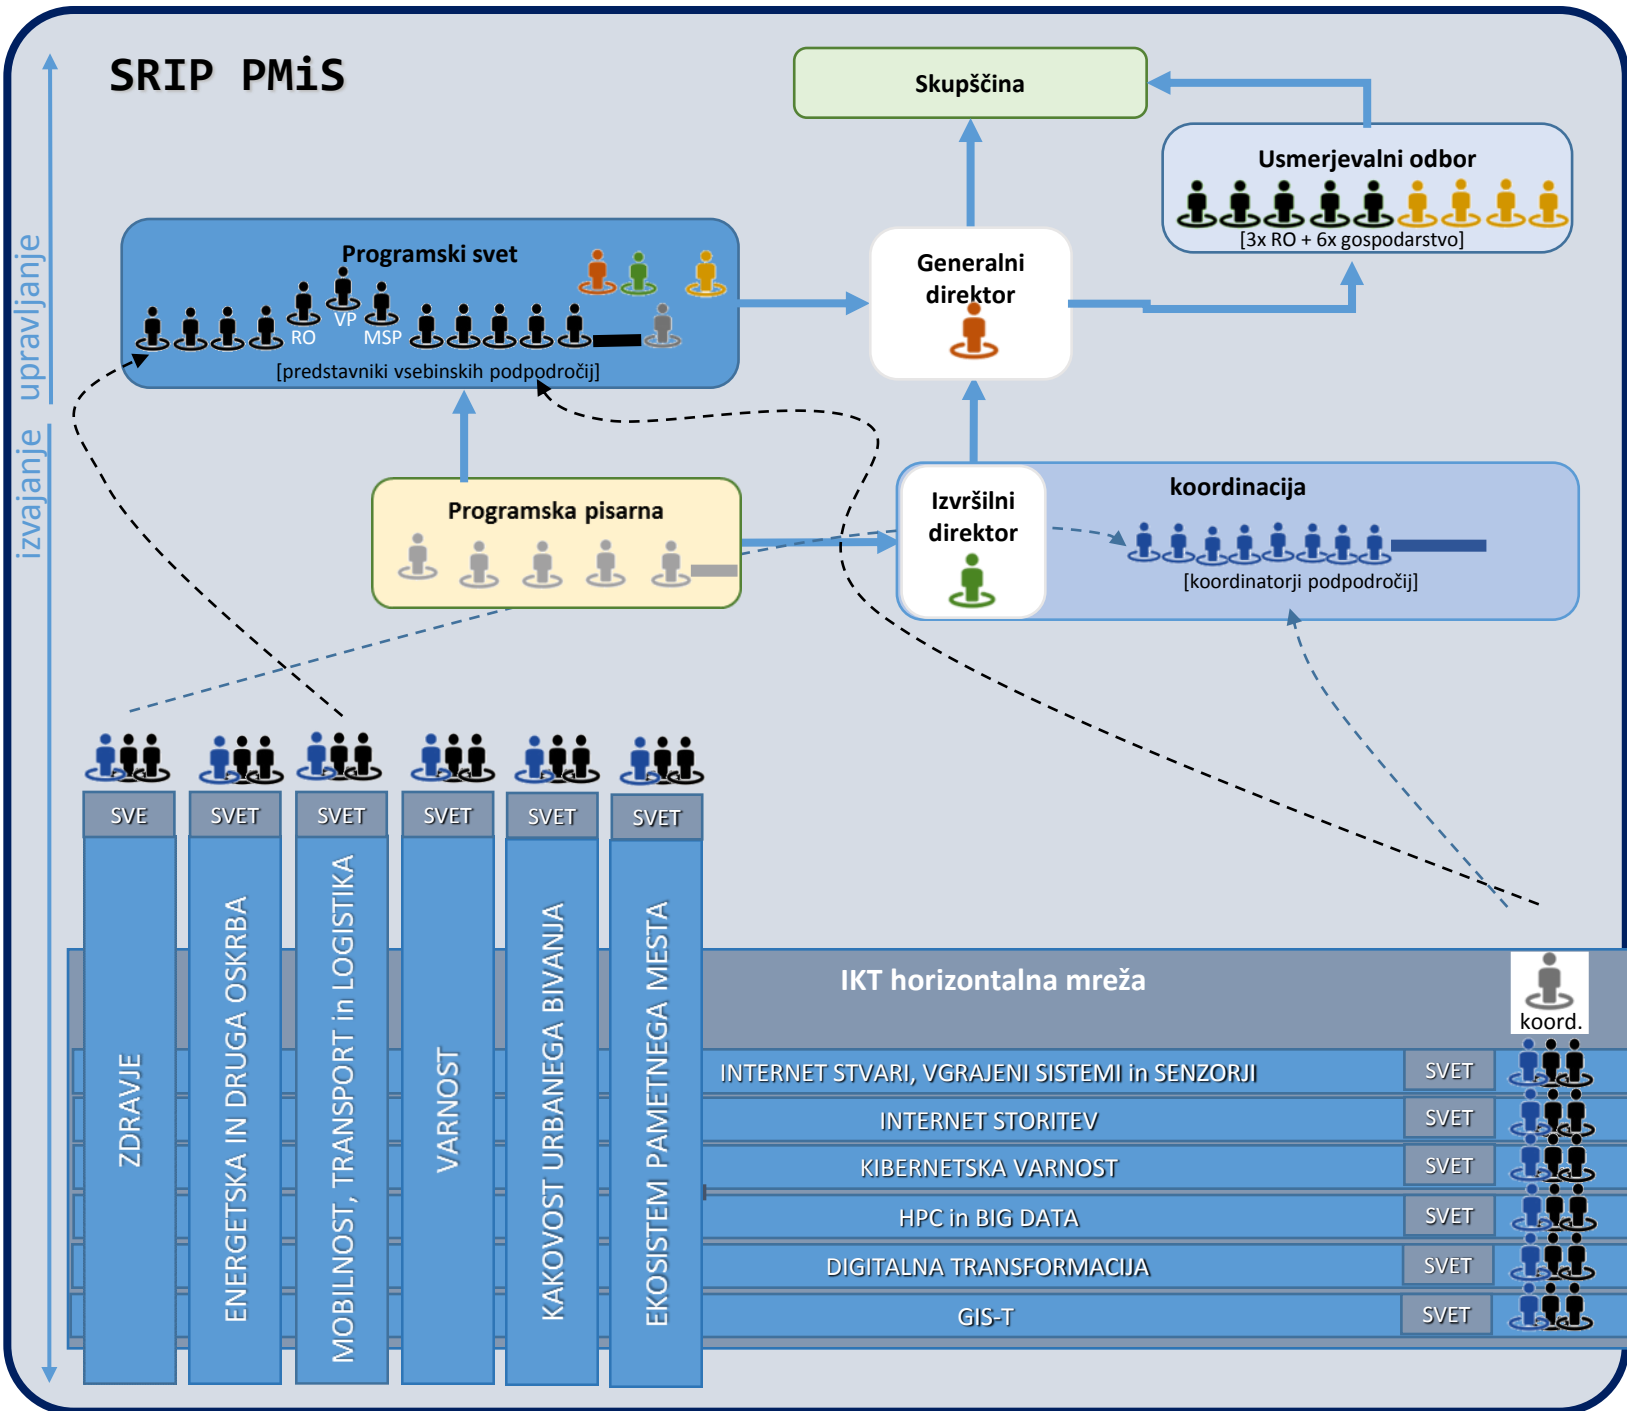 SRIP PMiS
Skupščina
Usmerjevalni odbor
[3x RO + 6x gospodarstvo]
upravljanje
Programski svet
RO
VP
MSP
[predstavniki vsebinskih podpodročij]
Generalni
direktor
izvajanje
Programska pisarna
Izvršilni
direktor
koordinacija
[koordinatorji podpodročij]
SVE
SVET
SVET
SVET
SVET
SVET
ZDRAVJE
ENERGETSKA IN DRUGA OSKRBA
MOBILNOST, TRANSPORT in LOGISTIKA
VARNOST
KAKOVOST URBANEGA BIVANJA
EKOSISTEM PAMETNEGA MESTA
IKT horizontalna mreža
koord.
INTERNET STVARI, VGRAJENI SISTEMI in SENZORJI
SVET
INTERNET STORITEV
SVET
KIBERNETSKA VARNOST
SVET
HPC in BIG DATA
SVET
DIGITALNA TRANSFORMACIJA
SVET
GIS-T
SVET